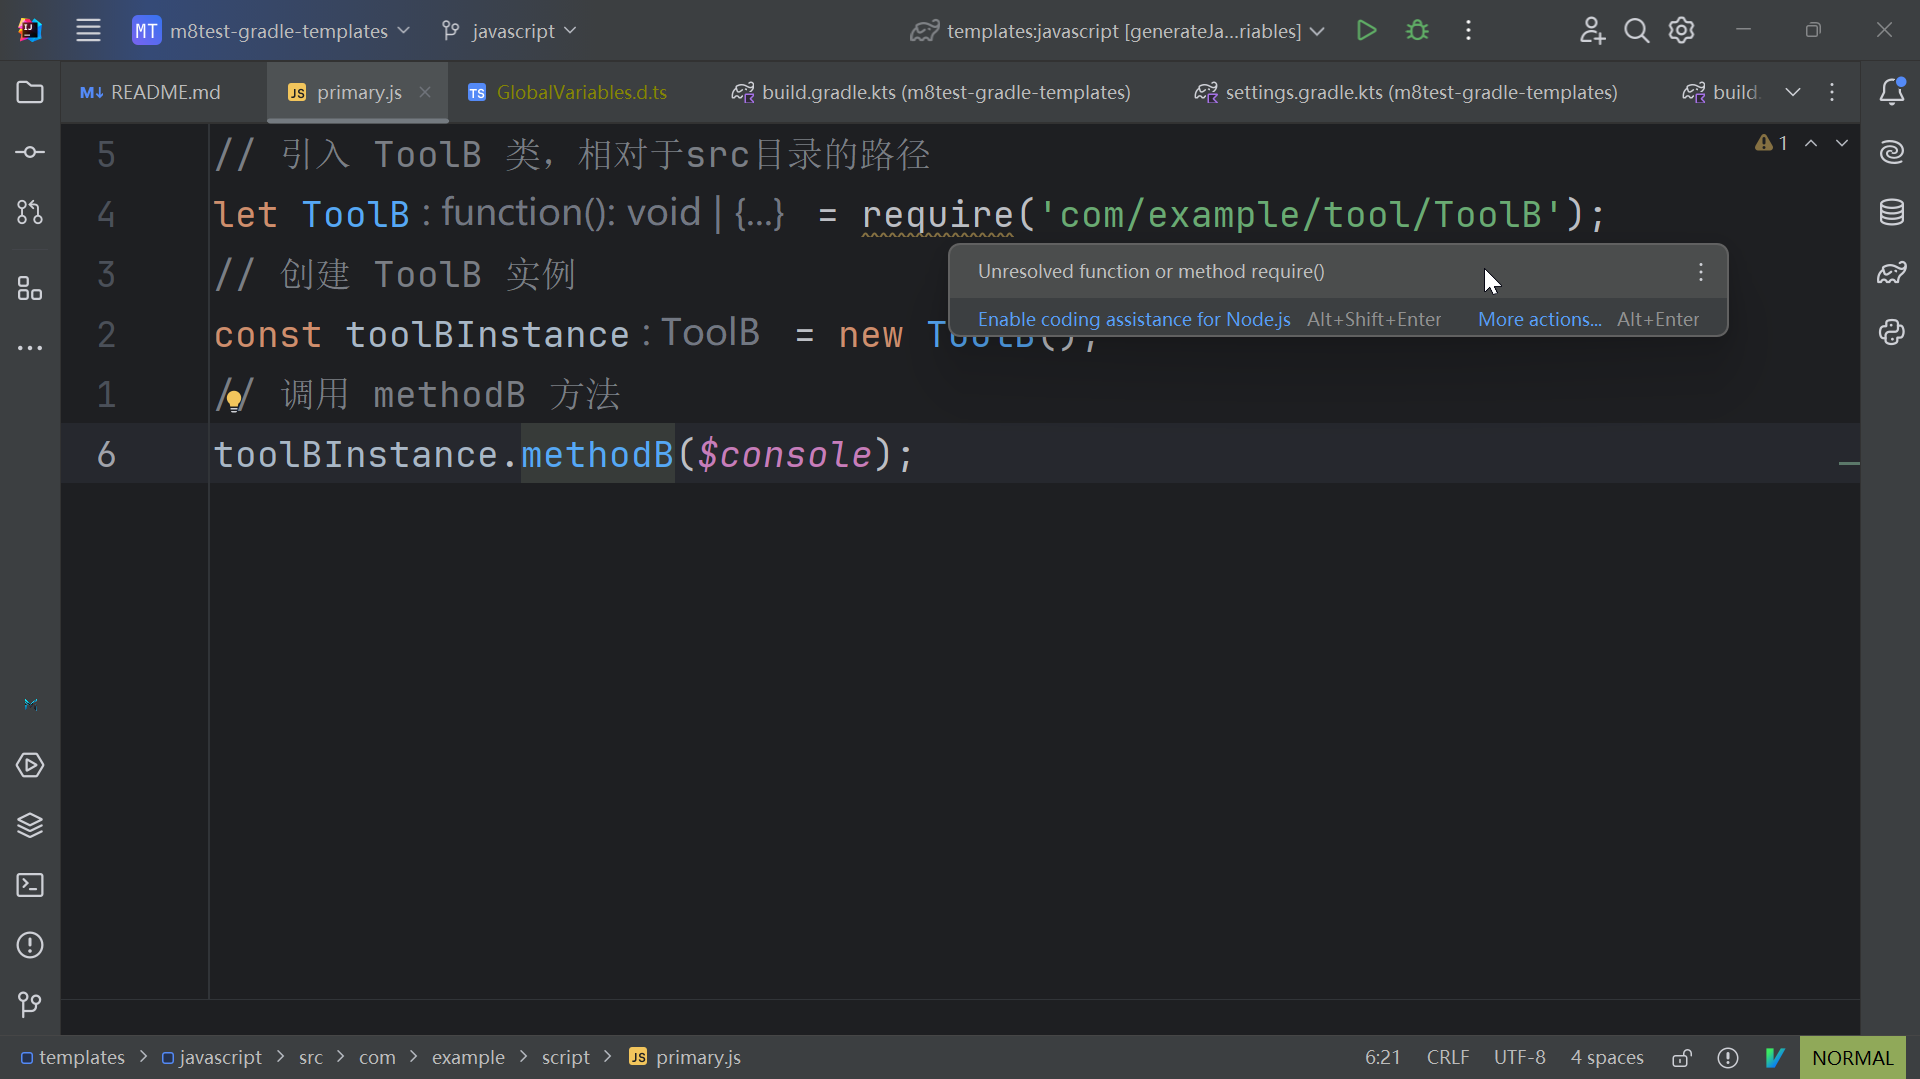 MT m8test-gradle-templates javascript templates:javascript [generateJa...riables]
M↓ README.md JS primary.js TS GlobalVariables.d.ts build.gradle.kts (m8test-gradle-templates) settings.gradle.kts (m8test-gradle-templates) build.
5 // 引入 ToolB 类，相对于src目录的路径 1
4 let ToolB : function(): void | {...} = require('com/example/tool/ToolB');
3 // 创建 ToolB 实例
Unresolved function or method require()
2 const toolBInstance : ToolB = new ToolB();
Enable coding assistance for Node.js Alt+Shift+Enter More actions... Alt+Enter
1 // 调用 methodB 方法
6 toolBInstance.methodB($console);
templates > javascript > src > com > example > script > JS primary.js 6:21 CRLF UTF-8 4 spaces NORMAL